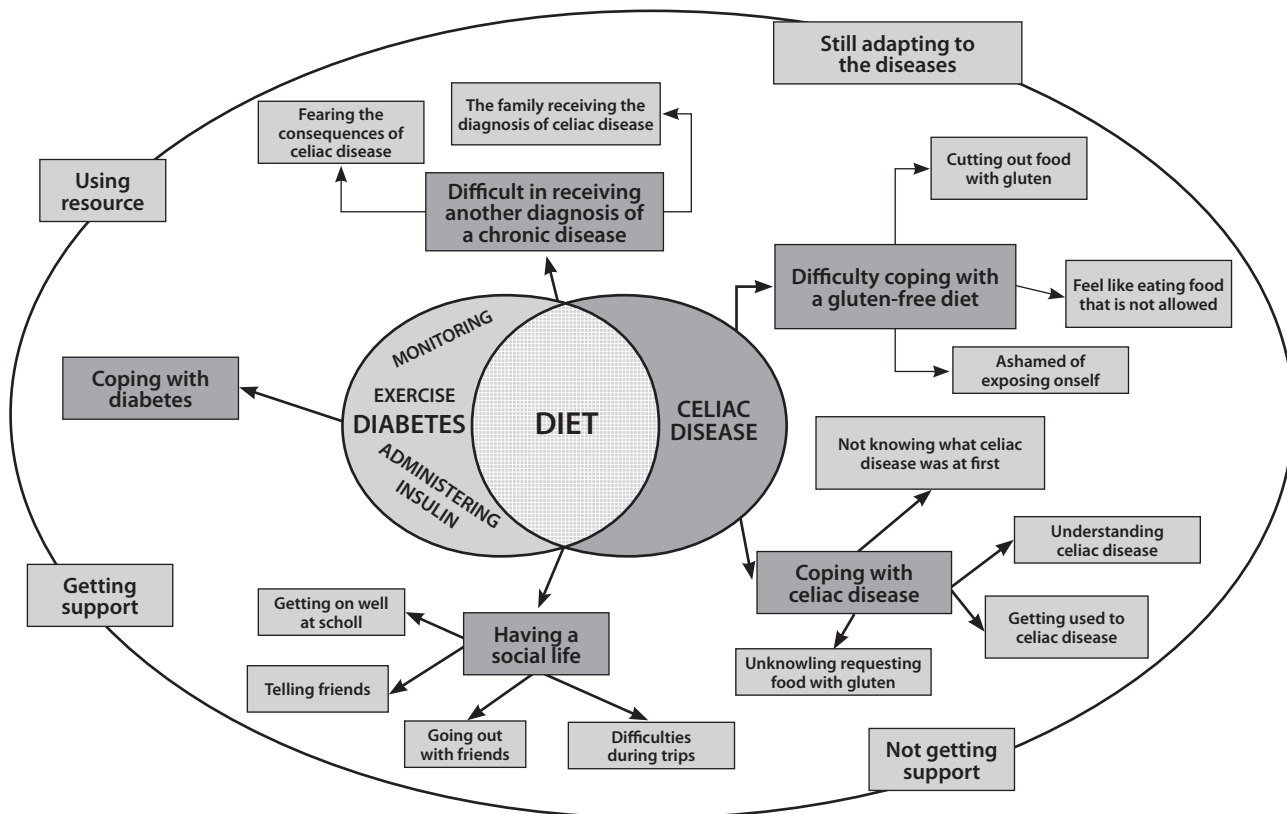 Still adapting to
the diseases
The family receiving the
diagnosis of celiac disease
Fearing the
consequences of
celiac disease
Using
resource
Difficult in receiving
another diagnosis of
a chronic disease
Cutting out food
with gluten
Difficulty coping with
a gluten-free diet
Feel like eating food
that is not allowed
Ashamed of
exposing onself
Coping with
diabetes
MONITORING
EXERCISE
DIABETES
ADMINISTERING
INSULIN
DIET
CELIAC
DISEASE
Not knowing what celiac
disease was at first
Understanding
celiac disease
Coping with
celiac disease
Getting used to
celiac disease
Unknowling requesting
food with gluten
Getting
support
Getting on well
at scholl
Having a
social life
Telling friends
Going out
with friends
Difficulties
during trips
Not getting
support